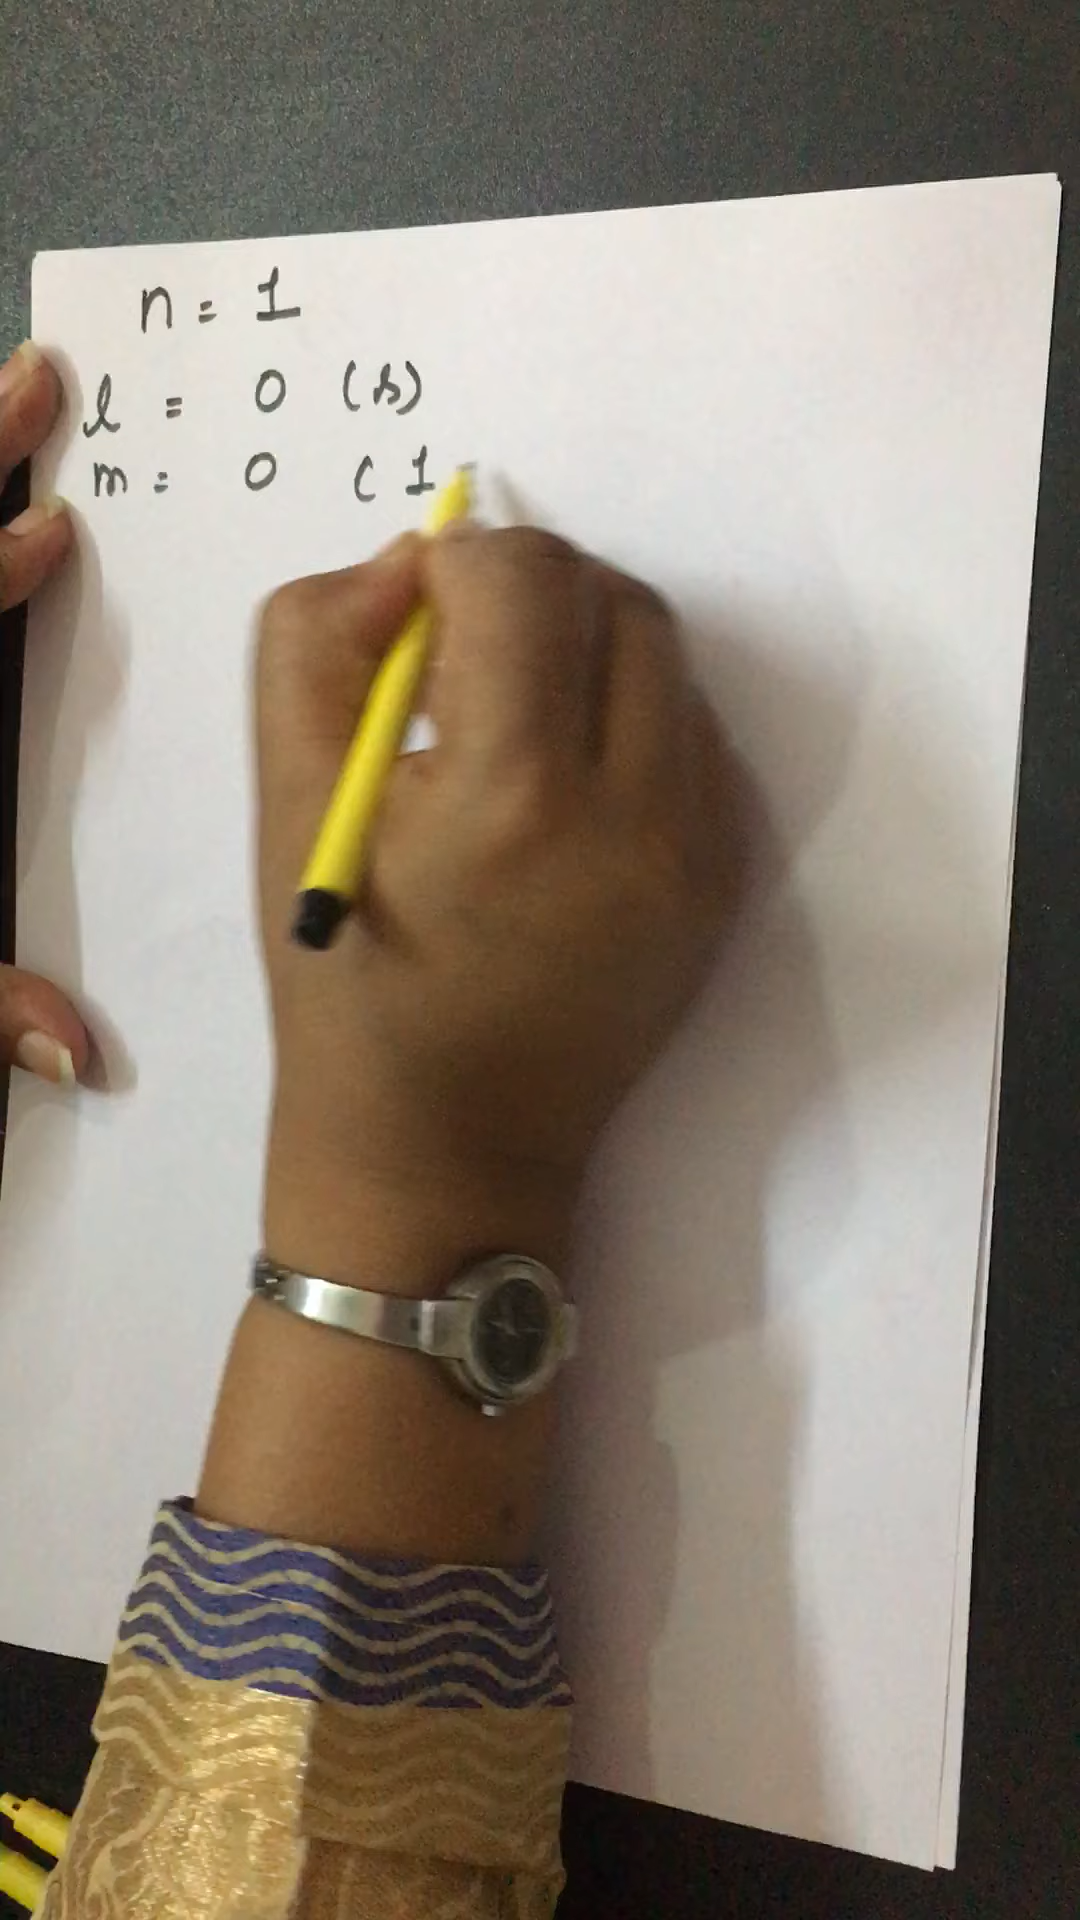 n = 1
l = 0 (s)
m = 0 ( 1